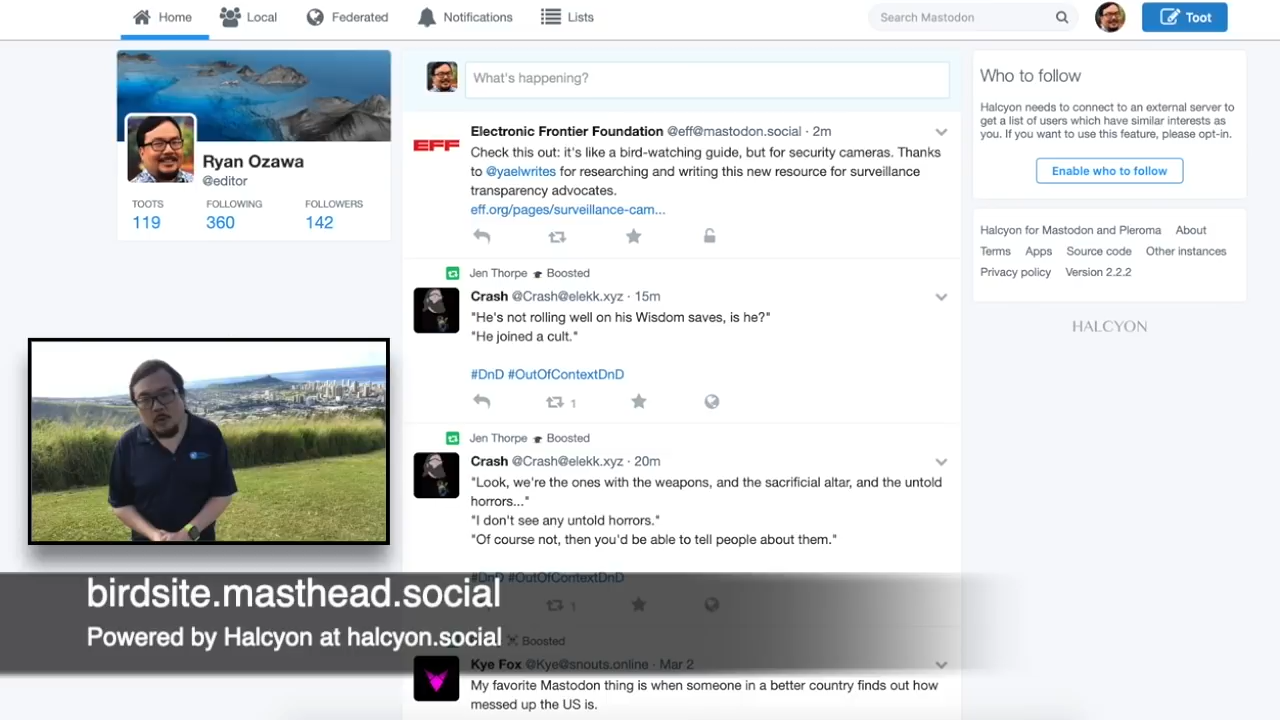 Home
Local
Federated
Notifications
Lists
Search Mastodon
Toot
Ryan Ozawa
@editor
TOOTS
FOLLOWING
FOLLOWERS
119
360
142
What's happening?
EFF
Electronic Frontier Foundation @eff@mastodon.social · 2m
Check this out: it's like a bird-watching guide, but for security cameras. Thanks
to @yaelwrites for researching and writing this new resource for surveillance
transparency advocates.
eff.org/pages/surveillance-cam...
Jen Thorpe Boosted
Crash @Crash@elekk.xyz · 15m
"He's not rolling well on his Wisdom saves, is he?"
"He joined a cult."
#DnD #OutOfContextDnD
1
Jen Thorpe Boosted
Crash @Crash@elekk.xyz · 20m
"Look, we're the ones with the weapons, and the sacrificial altar, and the untold
horrors..."
"I don't see any untold horrors."
"Of course not, then you'd be able to tell people about them."
#DnD #OutOfContextDnD
1
Boosted
Kye Fox @Kye@snouts.online · Mar 2
My favorite Mastodon thing is when someone in a better country finds out how
messed up the US is.
Who to follow
Halcyon needs to connect to an external server to
get a list of users which have similar interests as
you. If you want to use this feature, please opt-in.
Enable who to follow
Halcyon for Mastodon and Pleroma About
Terms Apps Source code Other instances
Privacy policy Version 2.2.2
HALCYON
birdsite.masthead.social
Powered by Halcyon at halcyon.social